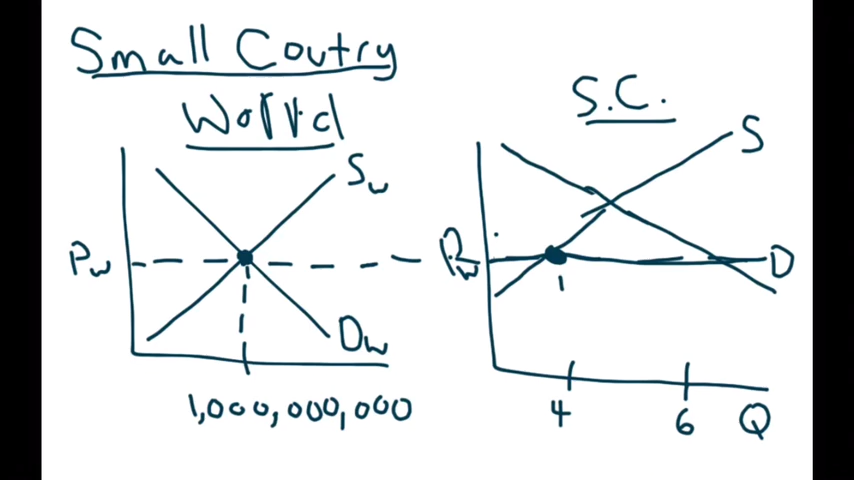 Small Coutry
World
S.C.
Sw
S
Pw
Pw
D
Dw
1,000,000,000
4
6
Q